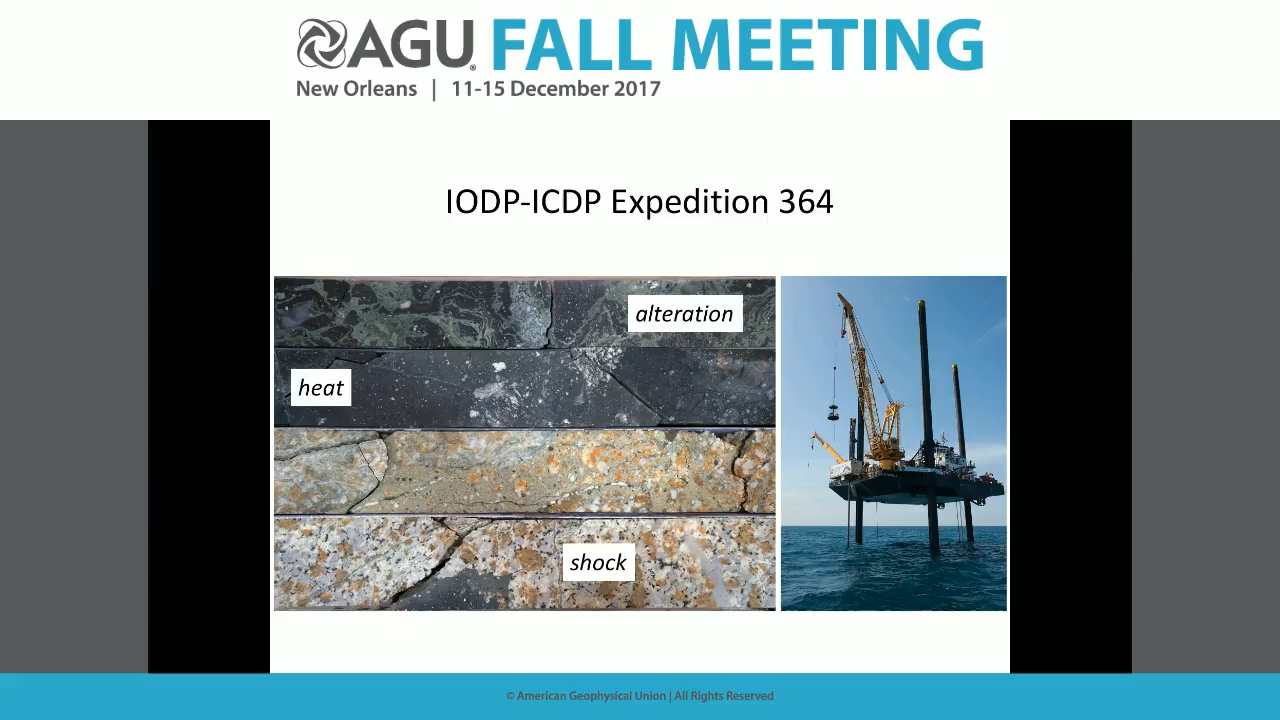 AGU FALL MEETING
New Orleans | 11-15 December 2017
IODP-ICDP Expedition 364
alteration
heat
shock
© American Geophysical Union | All Rights Reserved